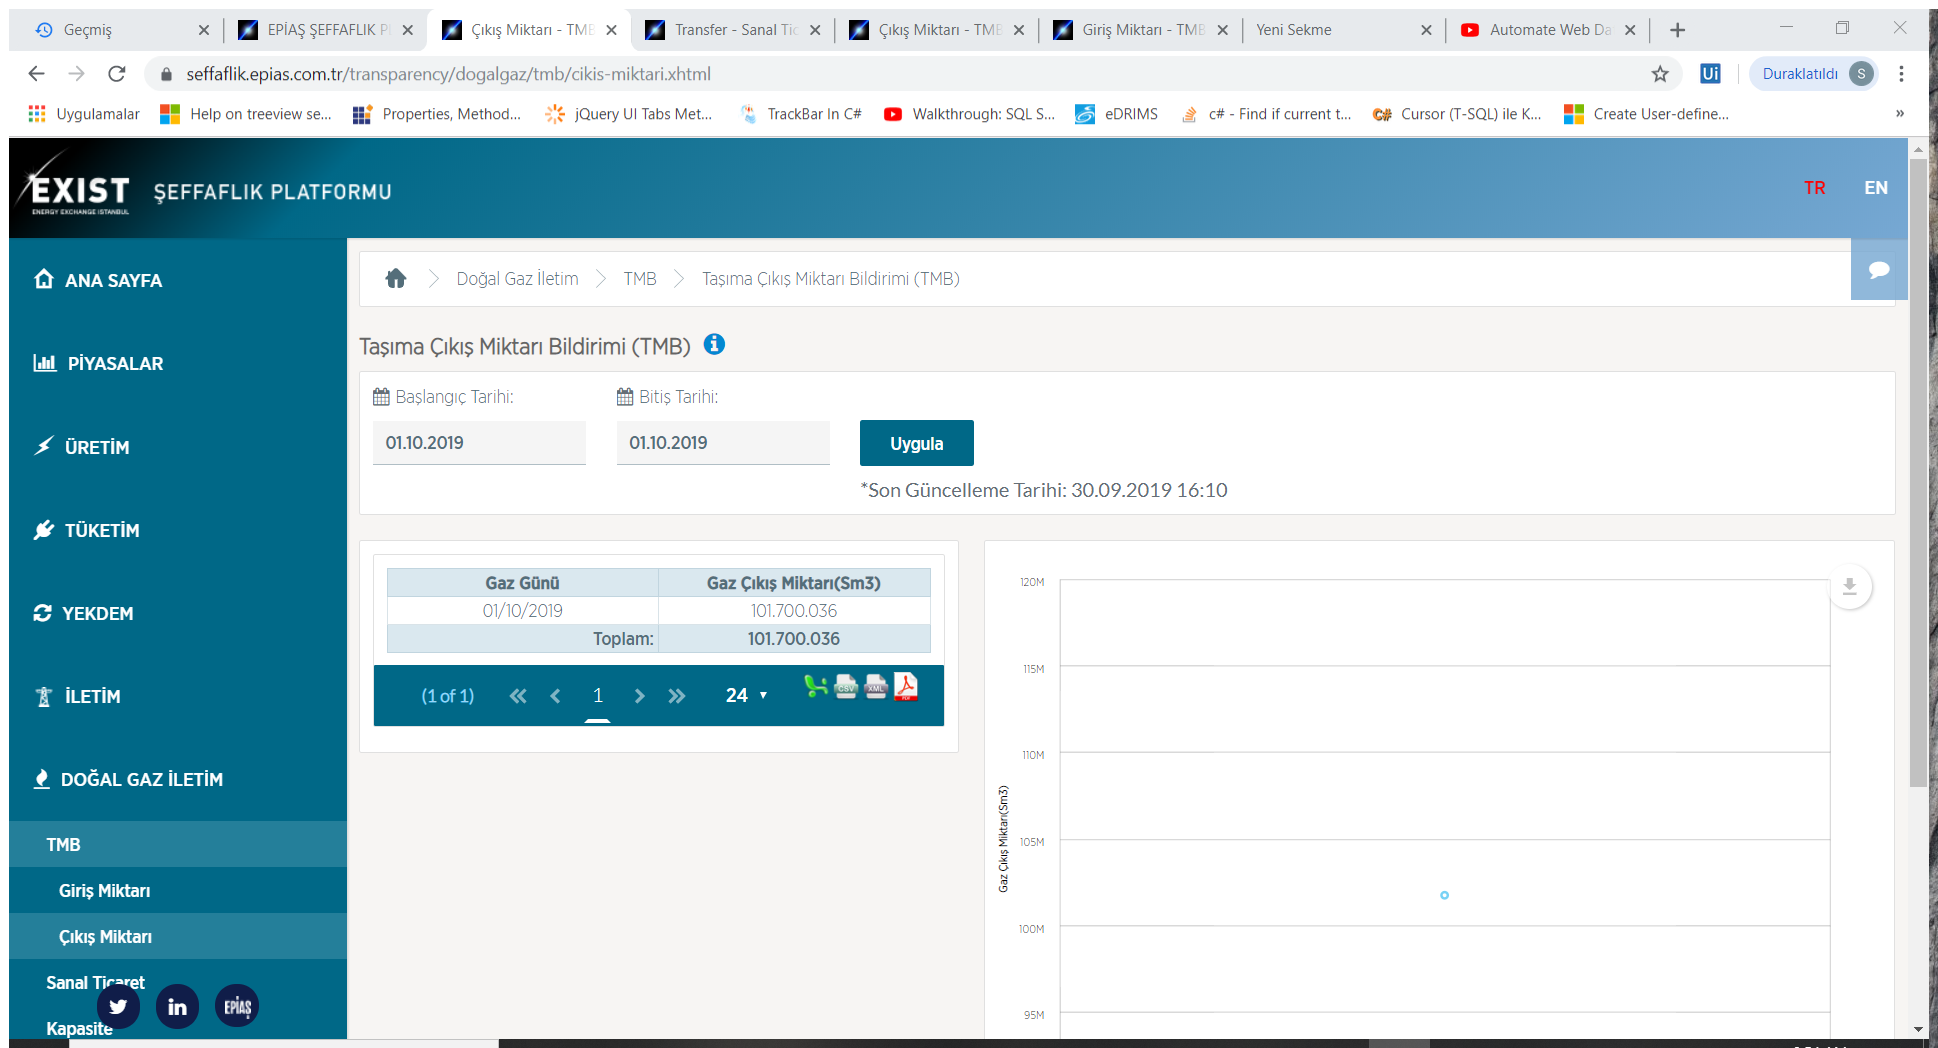 Geçmiş
EPİAŞ ŞEFFAFLIK P
Çıkış Miktarı - TMB
Transfer - Sanal Tic
Çıkış Miktarı - TMB
Giriş Miktarı - TMB
Yeni Sekme
Automate Web Da
seffaflik.epias.com.tr/transparency/dogalgaz/tmb/cikis-miktari.xhtml
Ui
Duraklatıldı
S
Uygulamalar
Help on treeview se...
Properties, Method...
jQuery UI Tabs Met...
TrackBar In C#
Walkthrough: SQL S...
eDRIMS
c# - Find if current t...
Cursor (T-SQL) ile K...
Create User-define...
»
EXIST
ENERGY EXCHANGE ISTANBUL
ŞEFFAFLIK PLATFORMU
TR
EN
ANA SAYFA
PİYASALAR
ÜRETİM
TÜKETİM
YEKDEM
İLETİM
DOĞAL GAZ İLETİM
TMB
Giriş Miktarı
Çıkış Miktarı
Sanal Ticaret
Kapasite
in
EPİAŞ
Doğal Gaz İletim
TMB
Taşıma Çıkış Miktarı Bildirimi (TMB)
Taşıma Çıkış Miktarı Bildirimi (TMB)
Başlangıç Tarihi:
Bitiş Tarihi:
01.10.2019
01.10.2019
Uygula
*Son Güncelleme Tarihi: 30.09.2019 16:10
Gaz Günü Gaz Çıkış Miktarı(Sm3)
01/10/2019 101.700.036
Toplam: 101.700.036
(1 of 1)
1
24
CSV
XML
PDF
120M
115M
110M
105M
100M
95M
Gaz Çıkış Miktarı(Sm3)